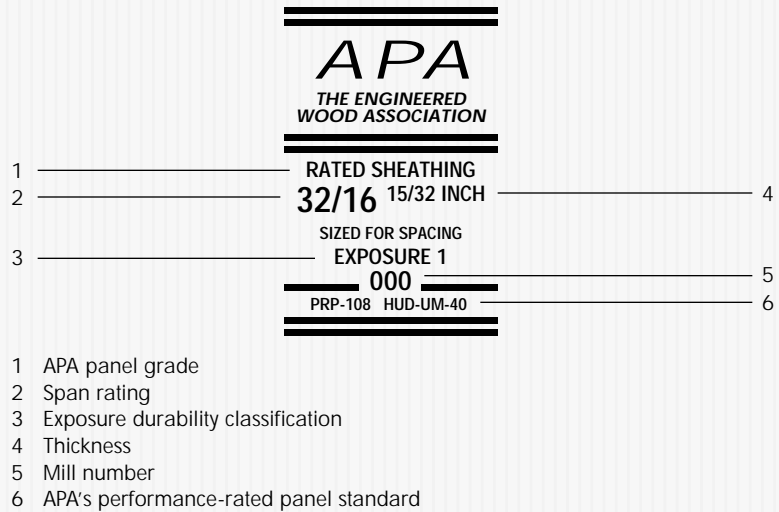 APA
THE ENGINEERED
WOOD ASSOCIATION
1 RATED SHEATHING
2 32/16 15/32 INCH 4
SIZED FOR SPACING
3 EXPOSURE 1
000 5
PRP-108 HUD-UM-40 6
1 APA panel grade
2 Span rating
3 Exposure durability classification
4 Thickness
5 Mill number
6 APA's performance-rated panel standard